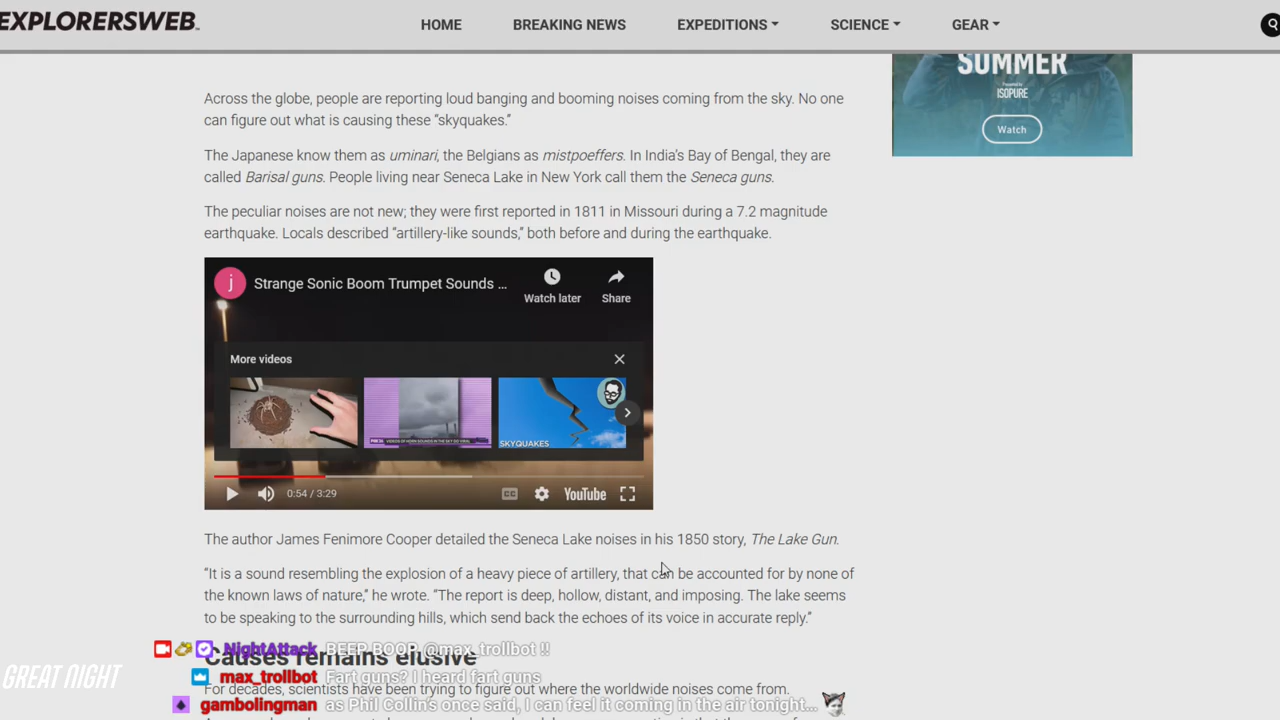 EXPLORERSWEB
HOME
BREAKING NEWS
EXPEDITIONS
SCIENCE
GEAR
SUMMER
Presented by
ISOPURE
Watch
Across the globe, people are reporting loud banging and booming noises coming from the sky. No one
can figure out what is causing these “skyquakes.”
The Japanese know them as uminari, the Belgians as mistpoeffers. In India’s Bay of Bengal, they are
called Barisal guns. People living near Seneca Lake in New York call them the Seneca guns.
The peculiar noises are not new; they were first reported in 1811 in Missouri during a 7.2 magnitude
earthquake. Locals described “artillery-like sounds,” both before and during the earthquake.
j
Strange Sonic Boom Trumpet Sounds ...
Watch later
Share
More videos
VIDEOS OF HORN SOUNDS IN THE SKY GO VIRAL
SKYQUAKES
0:54 / 3:29
CC
YouTube
The author James Fenimore Cooper detailed the Seneca Lake noises in his 1850 story, The Lake Gun.
“It is a sound resembling the explosion of a heavy piece of artillery, that can be accounted for by none of
the known laws of nature,” he wrote. “The report is deep, hollow, distant, and imposing. The lake seems
to be speaking to the surrounding hills, which send back the echoes of its voice in accurate reply.”
NightAttack BEEP BOOP @max_trollbot !!
Causes remains elusive
GREAT NIGHT
max_trollbot Fart guns? I heard fart guns
For decades, scientists have been trying to figure out where the worldwide noises come from.
gambolingman as Phil Collins once said, I can feel it coming in the air tonight...